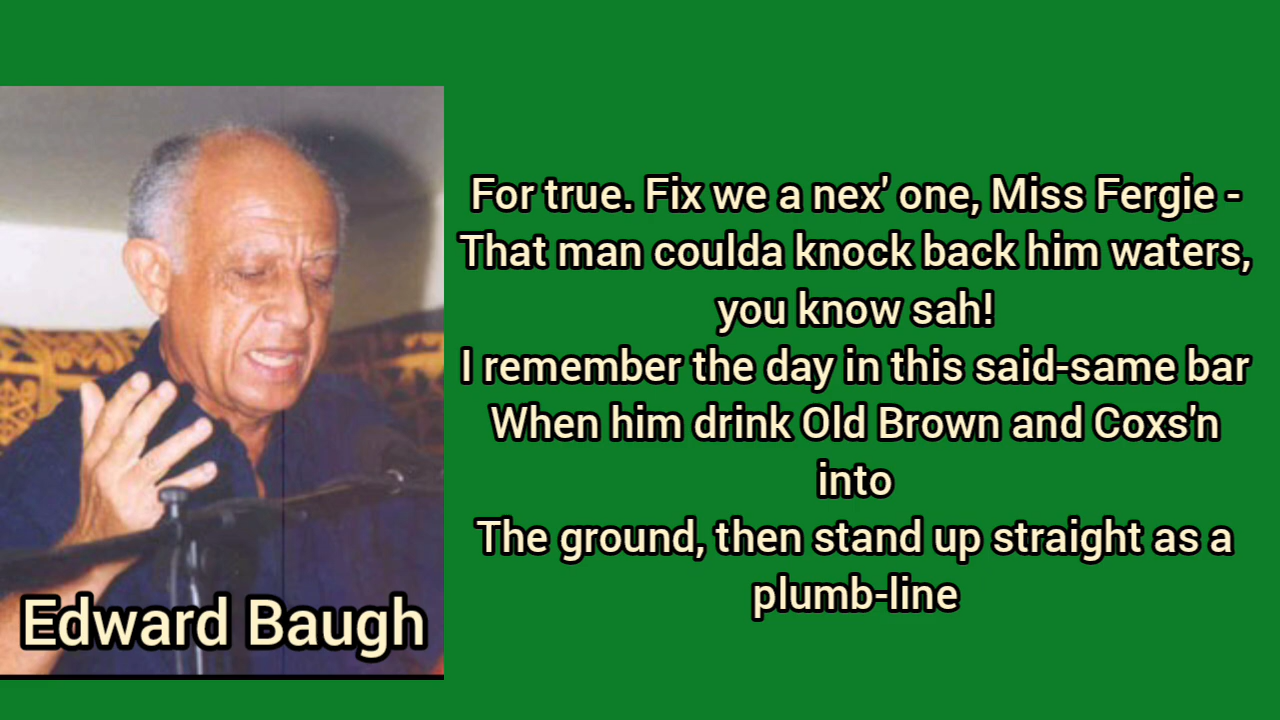 For true. Fix we a nex' one, Miss Fergie -
That man coulda knock back him waters,
you know sah!
I remember the day in this said-same bar
When him drink Old Brown and Coxs'n
into
The ground, then stand up straight as a
plumb-line
Edward Baugh